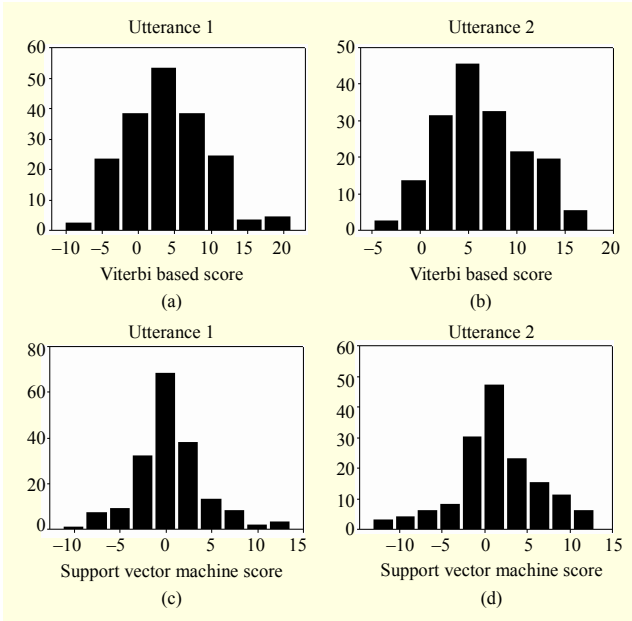 Utterance 1
60
50
40
30
20
10
0
–10 –5 0 5 10 15 20
Viterbi based score
(a)
Utterance 2
50
40
30
20
10
0
–5 0 5 10 15 20
Viterbi based score
(b)
Utterance 1
80
60
40
20
0
–10 –5 0 5 10 15
Support vector machine score
(c)
Utterance 2
60
50
40
30
20
10
0
–10 –5 0 5 10 15
Support vector machine score
(d)